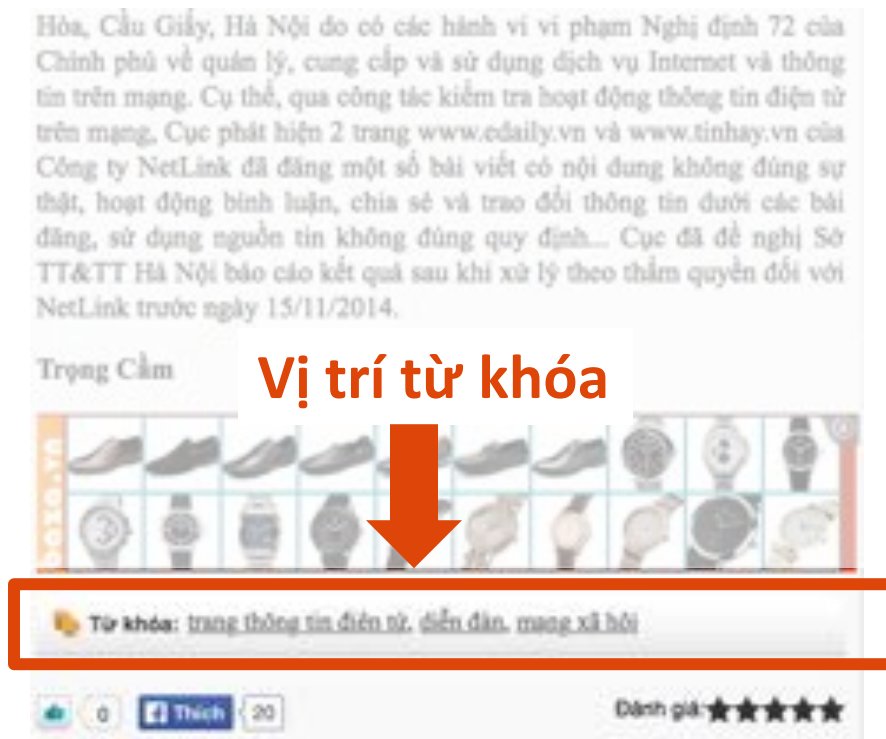 Hòa, Cầu Giấy, Hà Nội do có các hành vi vi phạm Nghị định 72 của
Chính phủ về quản lý, cung cấp và sử dụng dịch vụ Internet và thông
tin trên mạng. Cụ thể, qua công tác kiểm tra hoạt động thông tin điện tử
trên mạng, Cục phát hiện 2 trang www.edaily.vn và www.tinhay.vn của
Công ty NetLink đã đăng một số bài viết có nội dung không đúng sự
thật, hoạt động bình luận, chia sẻ và trao đổi thông tin dưới các bài
đăng, sử dụng nguồn tin không đúng quy định... Cục đã đề nghị Sở
TT&TT Hà Nội báo cáo kết quả sau khi xử lý theo thẩm quyền đối với
NetLink trước ngày 15/11/2014.
Trọng Cầm
Vị trí từ khóa
Từ khóa: trang thông tin điện tử, diễn đàn, mạng xã hội
0 Thích 20 Đánh giá: